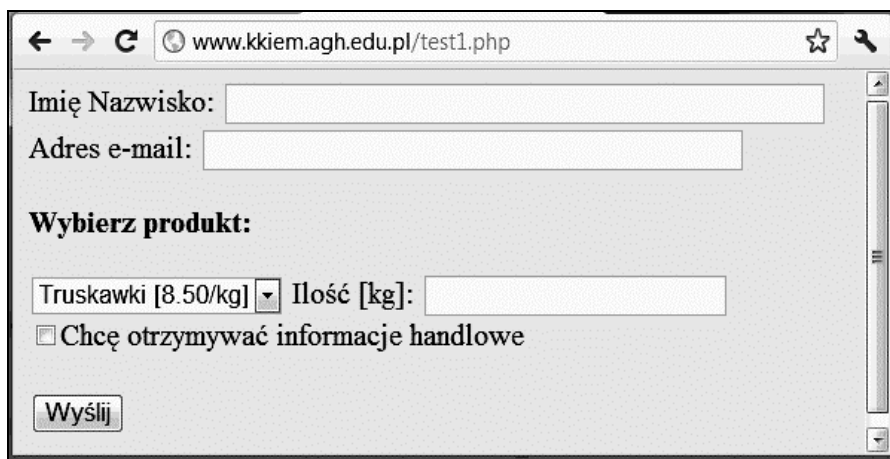 www.kkiem.agh.edu.pl/test1.php
Imię Nazwisko:
Adres e-mail:
Wybierz produkt:
Truskawki [8.50/kg] Ilość [kg]:
Chcę otrzymywać informacje handlowe
Wyślij